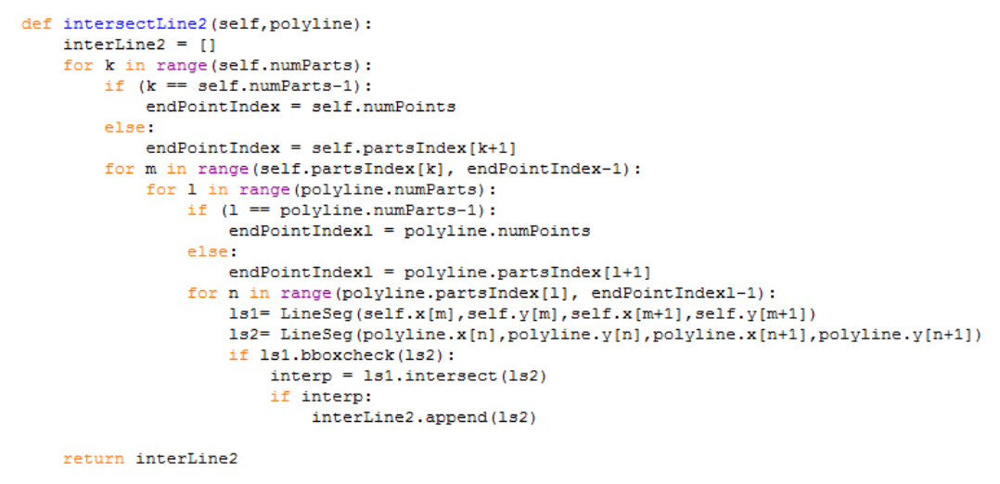 def intersectLine2(self,polyline):
    interLine2 = []
    for k in range(self.numParts):
        if (k == self.numParts-1):
            endPointIndex = self.numPoints
        else:
            endPointIndex = self.partsIndex[k+1]
        for m in range(self.partsIndex[k], endPointIndex-1):
            for l in range(polyline.numParts):
                if (l == polyline.numParts-1):
                    endPointIndexl = polyline.numPoints
                else:
                    endPointIndexl = polyline.partsIndex[l+1]
                for n in range(polyline.partsIndex[l], endPointIndexl-1):
                    ls1= LineSeg(self.x[m],self.y[m],self.x[m+1],self.y[m+1])
                    ls2= LineSeg(polyline.x[n],polyline.y[n],polyline.x[n+1],polyline.y[n+1])
                    if ls1.bboxcheck(ls2):
                        interp = ls1.intersect(ls2)
                        if interp:
                            interLine2.append(ls2)
    return interLine2